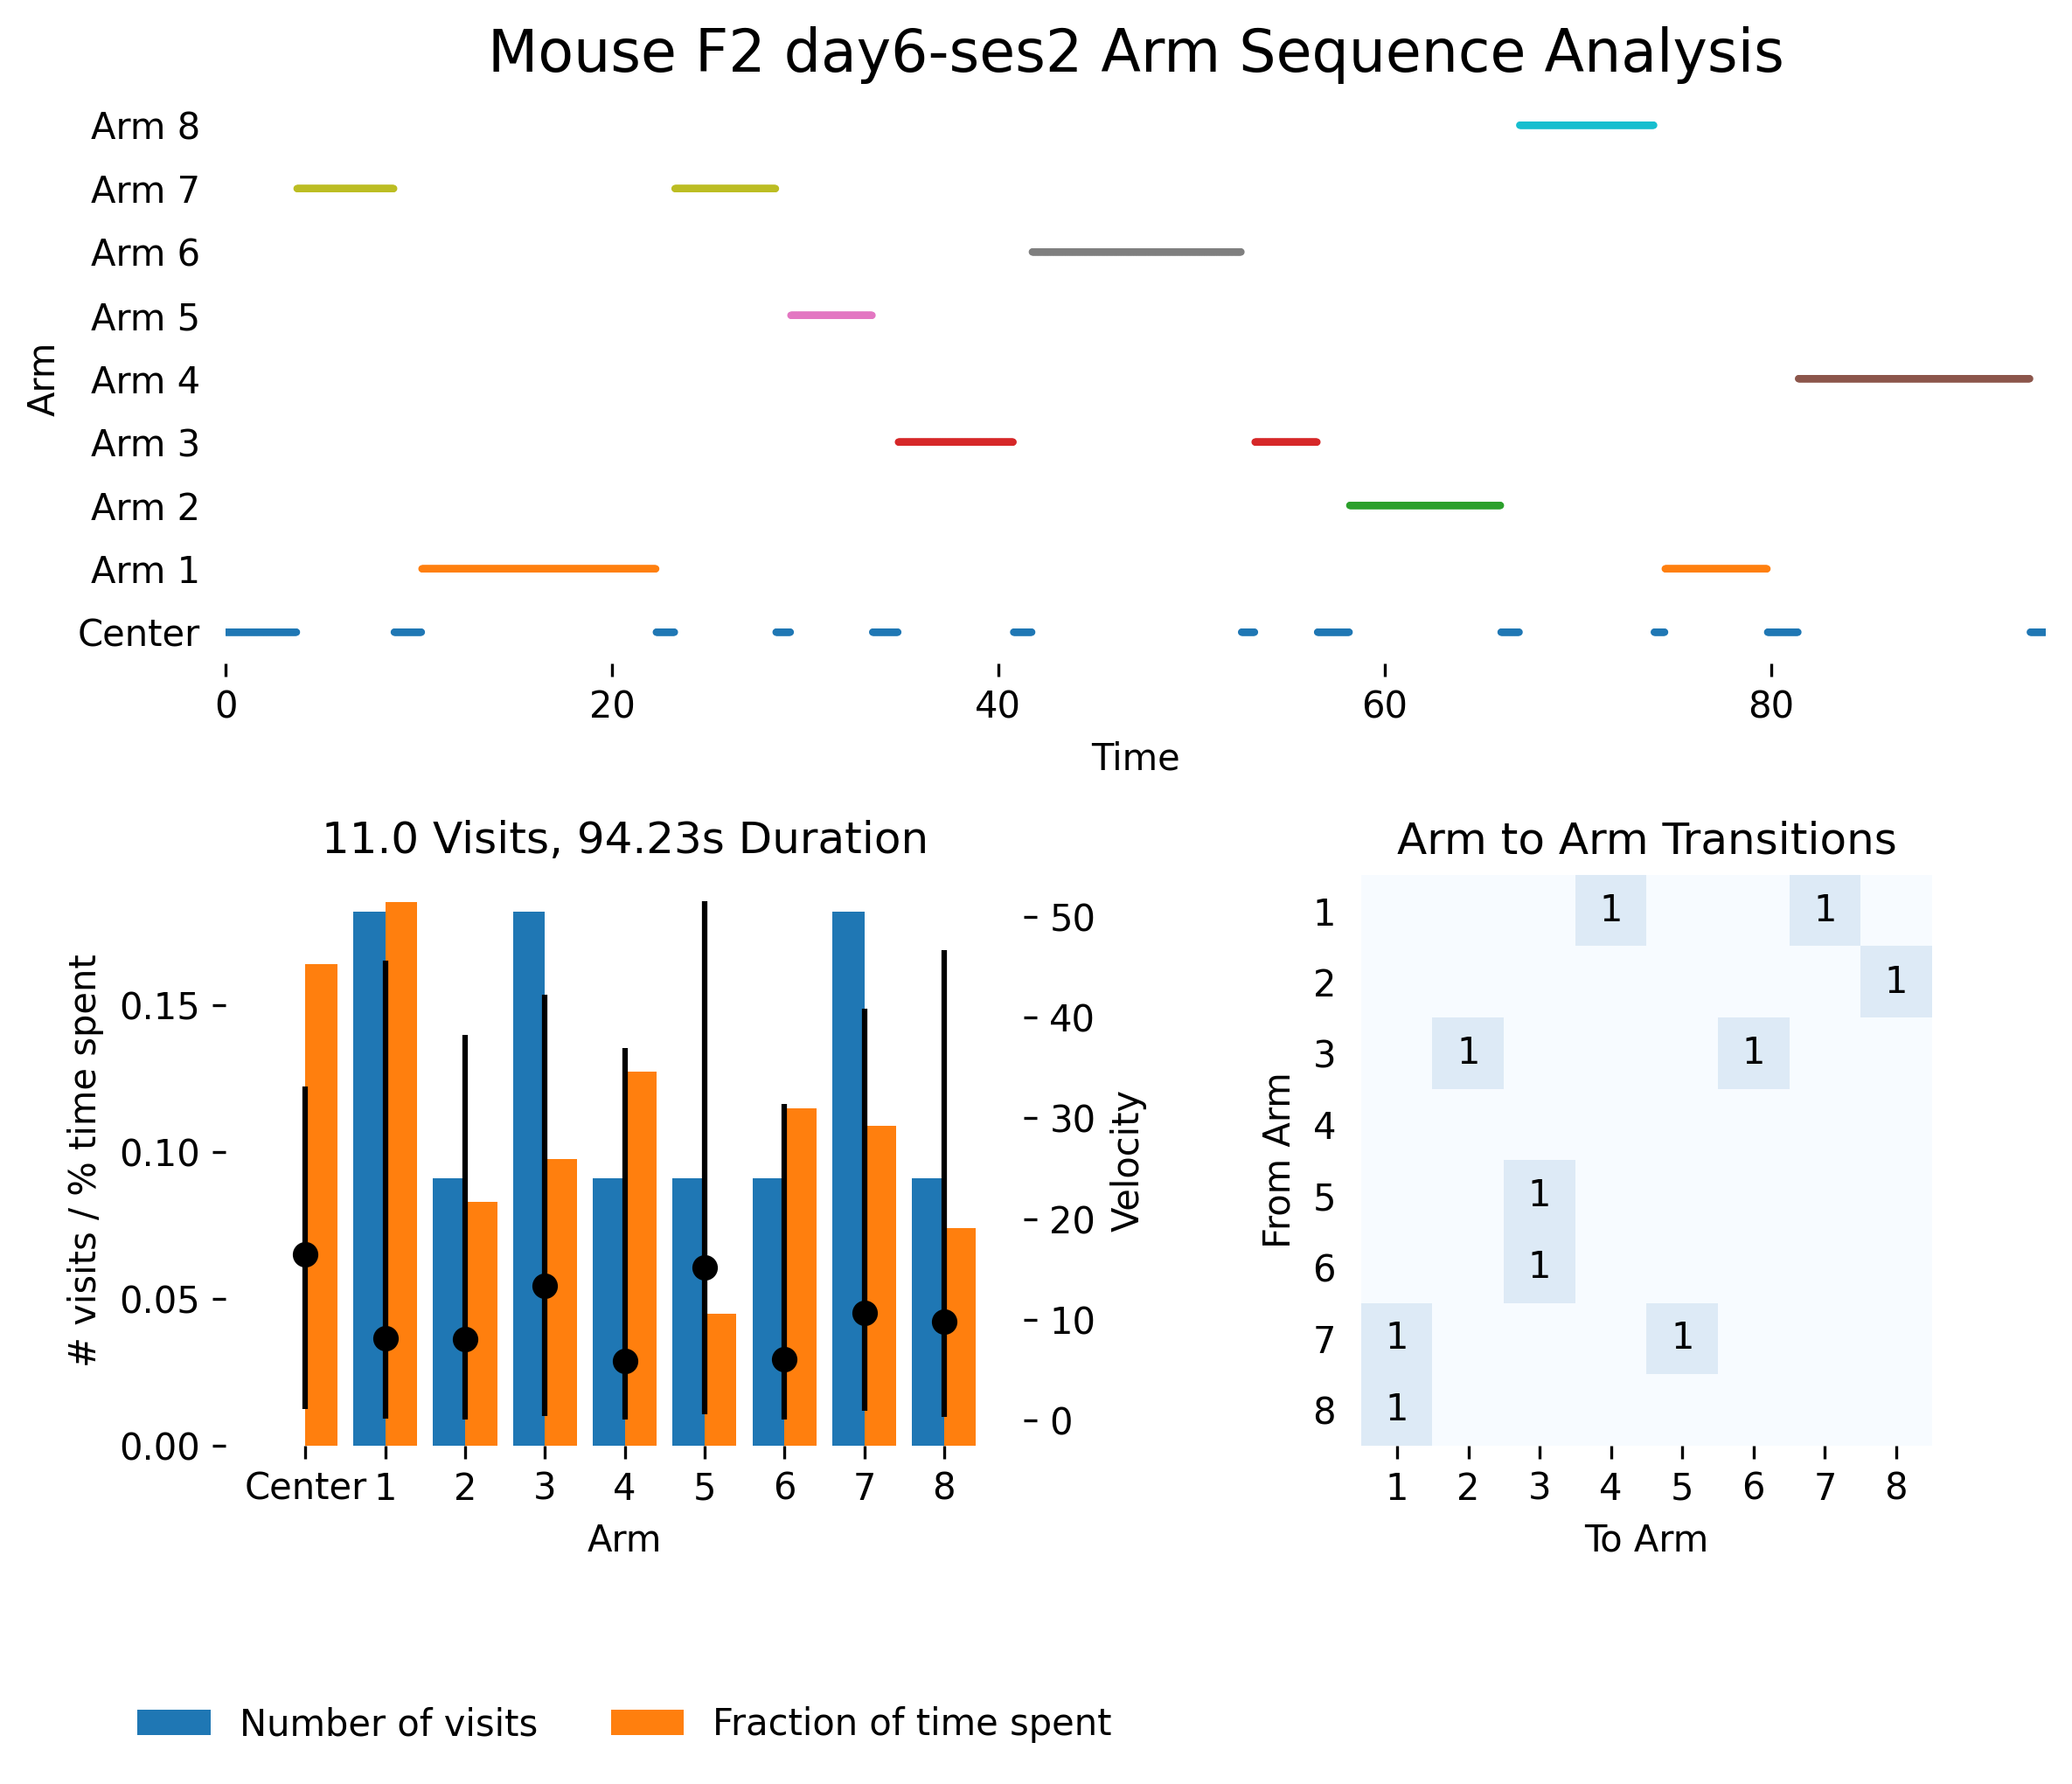 Mouse F2 day6-ses2 Arm Sequence Analysis
Arm 8
Arm 7
Arm 6
Arm 5
Arm 4
Arm 3
Arm 2
Arm 1
Center
Arm
0 20 40 60 80
Time
11.0 Visits, 94.23s Duration
# visits / % time spent
0.15
0.10
0.05
0.00
50
40
30
20
10
0
Velocity
Center 1 2 3 4 5 6 7 8
Arm
Arm to Arm Transitions
From Arm
1 1 1
2 1
3 1 1
4
5 1
6 1
7 1 1
8 1
1 2 3 4 5 6 7 8
To Arm
Number of visits Fraction of time spent